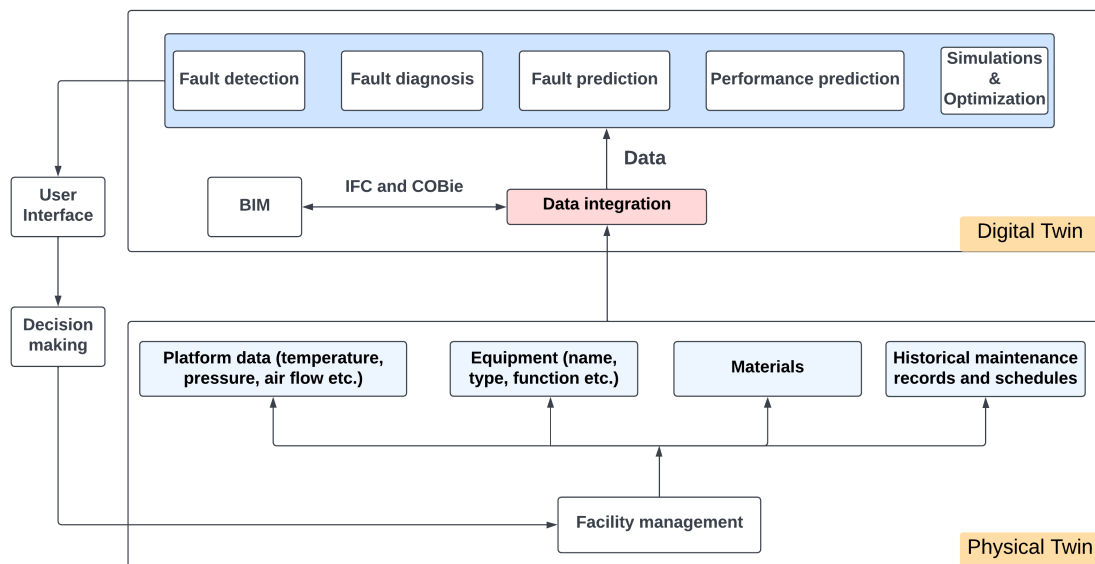 Fault detection
Fault diagnosis
Fault prediction
Performance prediction
Simulations
&
Optimization
Data
IFC and COBie
User
Interface
BIM
Data integration
Digital Twin
Decision
making
Platform data (temperature,
pressure, air flow etc.)
Equipment (name,
type, function etc.)
Materials
Historical maintenance
records and schedules
Facility management
Physical Twin